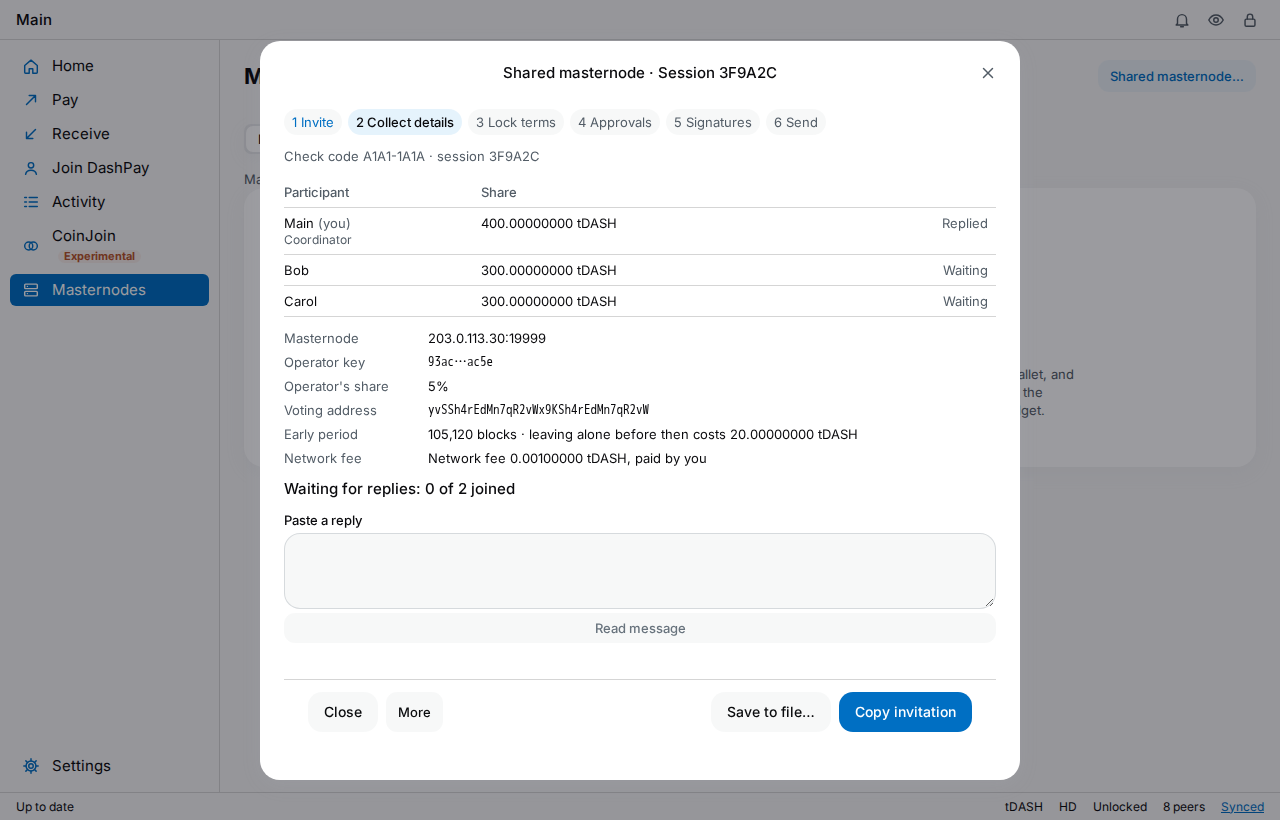 Main
Home
Pay
Receive
Join DashPay
Activity
CoinJoin
Experimental
Masternodes
Settings
Shared masternode...
Shared masternode · Session 3F9A2C
1 Invite
2 Collect details
3 Lock terms
4 Approvals
5 Signatures
6 Send
Check code A1A1-1A1A · session 3F9A2C
Participant Share
Main (you) 400.00000000 tDASH Replied
Coordinator
Bob 300.00000000 tDASH Waiting
Carol 300.00000000 tDASH Waiting
Masternode 203.0.113.30:19999
Operator key 93ac⋯ac5e
Operator's share 5%
Voting address yvSSh4rEdMn7qR2vWx9KSh4rEdMn7qR2vW
Early period 105,120 blocks · leaving alone before then costs 20.00000000 tDASH
Network fee Network fee 0.00100000 tDASH, paid by you
Waiting for replies: 0 of 2 joined
Paste a reply
Read message
Close
More
Save to file...
Copy invitation
, and
the
Up to date
tDASH HD Unlocked 8 peers Synced